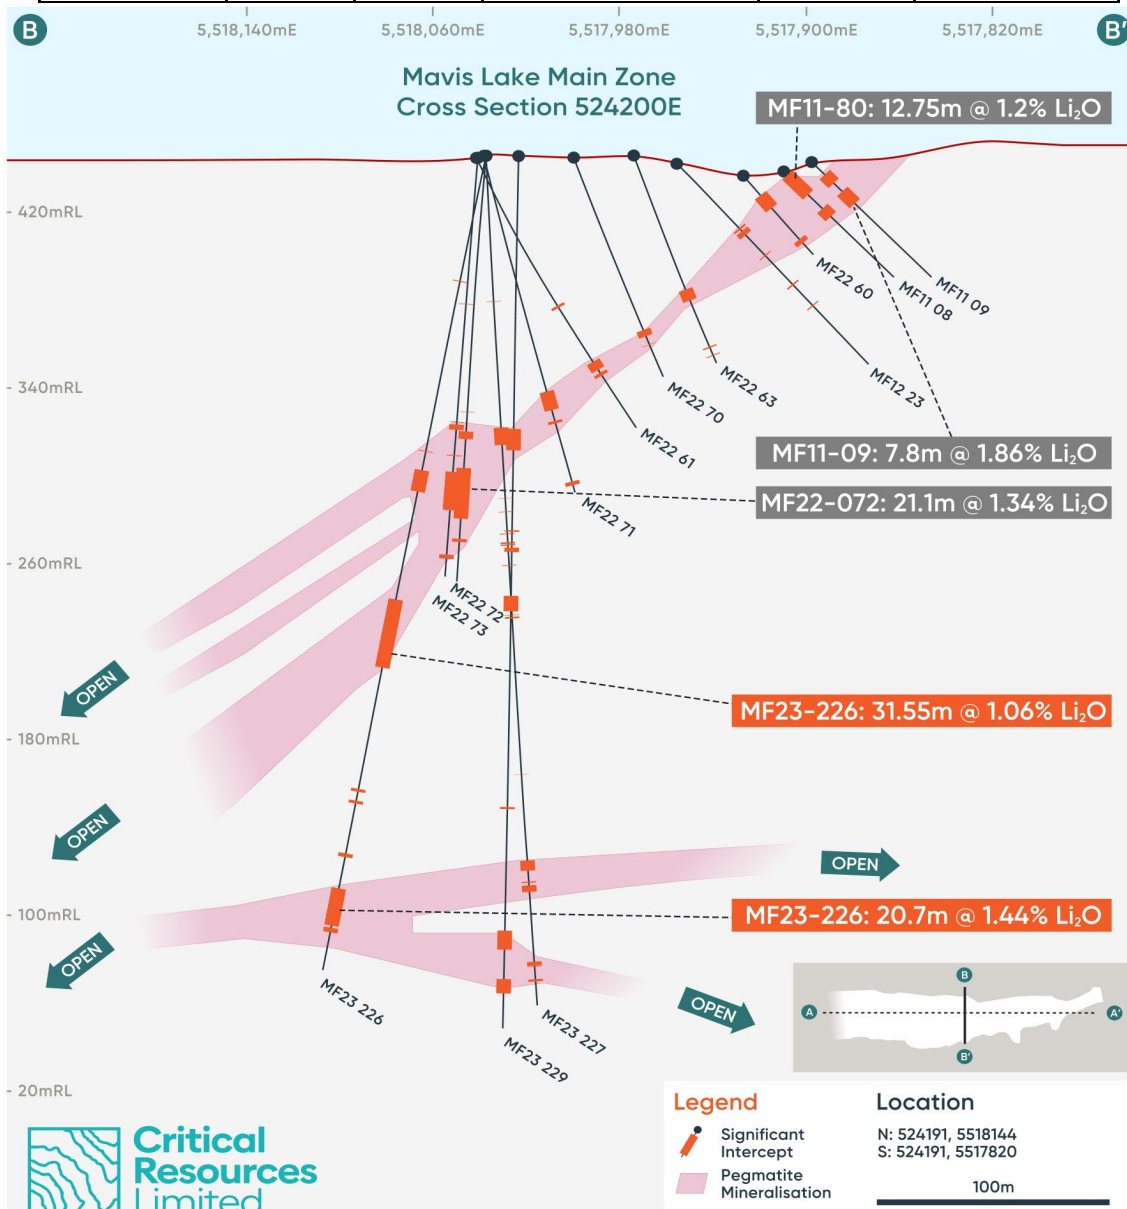 B
5,518,140mE
5,518,060mE
5,517,980mE
5,517,900mE
5,517,820mE
B'
Mavis Lake Main Zone
Cross Section 524200E
MF11-80: 12.75m @ 1.2% Li₂O
420mRL
MF22 60
MF11 08
MF11 09
340mRL
MF12 23
MF22 63
MF22 70
MF22 61
MF11-09: 7.8m @ 1.86% Li₂O
MF22-072: 21.1m @ 1.34% Li₂O
MF22 71
260mRL
MF22 72
MF22 73
OPEN
MF23-226: 31.55m @ 1.06% Li₂O
180mRL
OPEN
OPEN
100mRL
MF23-226: 20.7m @ 1.44% Li₂O
OPEN
MF23 226
MF23 227
MF23 229
OPEN
B
A
A'
B'
20mRL
Legend
Significant
Intercept
Pegmatite
Mineralisation
Location
N: 524191, 5518144
S: 524191, 5517820
100m
Critical
Resources
Limited